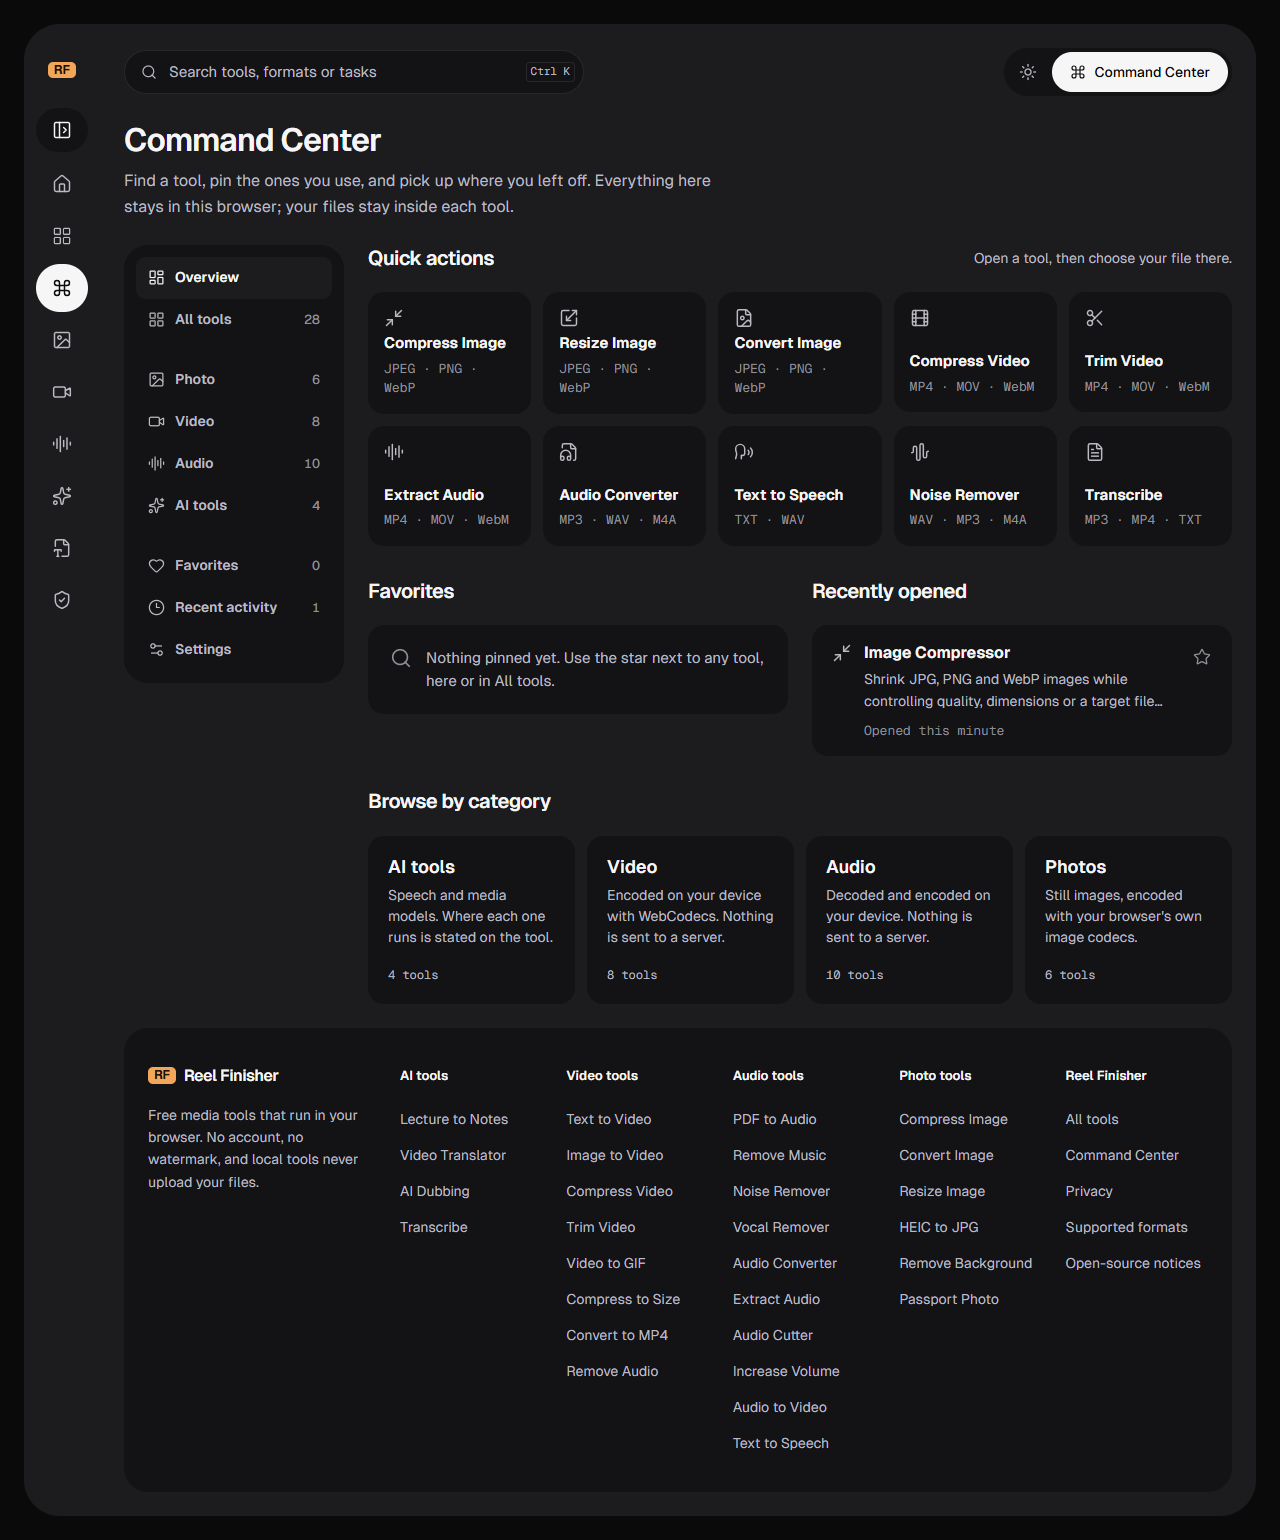 RF
Search tools, formats or tasks
Ctrl K
Command Center
Command Center
Find a tool, pin the ones you use, and pick up where you left off. Everything here
stays in this browser; your files stay inside each tool.
Overview
All tools 28
Photo 6
Video 8
Audio 10
AI tools 4
Favorites 0
Recent activity 1
Settings
Quick actions
Open a tool, then choose your file there.
Compress Image
JPEG · PNG ·
WebP
Resize Image
JPEG · PNG ·
WebP
Convert Image
JPEG · PNG ·
WebP
Compress Video
MP4 · MOV · WebM
Trim Video
MP4 · MOV · WebM
Extract Audio
MP4 · MOV · WebM
Audio Converter
MP3 · WAV · M4A
Text to Speech
TXT · WAV
Noise Remover
WAV · MP3 · M4A
Transcribe
MP3 · MP4 · TXT
Favorites
Nothing pinned yet. Use the star next to any tool,
here or in All tools.
Recently opened
Image Compressor
Shrink JPG, PNG and WebP images while
controlling quality, dimensions or a target file…
Opened this minute
Browse by category
AI tools
Speech and media
models. Where each one
runs is stated on the tool.
4 tools
Video
Encoded on your device
with WebCodecs. Nothing
is sent to a server.
8 tools
Audio
Decoded and encoded on
your device. Nothing is
sent to a server.
10 tools
Photos
Still images, encoded
with your browser's own
image codecs.
6 tools
RF Reel Finisher
Free media tools that run in your
browser. No account, no
watermark, and local tools never
upload your files.
AI tools
Lecture to Notes
Video Translator
AI Dubbing
Transcribe
Video tools
Text to Video
Image to Video
Compress Video
Trim Video
Video to GIF
Compress to Size
Convert to MP4
Remove Audio
Audio tools
PDF to Audio
Remove Music
Noise Remover
Vocal Remover
Audio Converter
Extract Audio
Audio Cutter
Increase Volume
Audio to Video
Text to Speech
Photo tools
Compress Image
Convert Image
Resize Image
HEIC to JPG
Remove Background
Passport Photo
Reel Finisher
All tools
Command Center
Privacy
Supported formats
Open-source notices